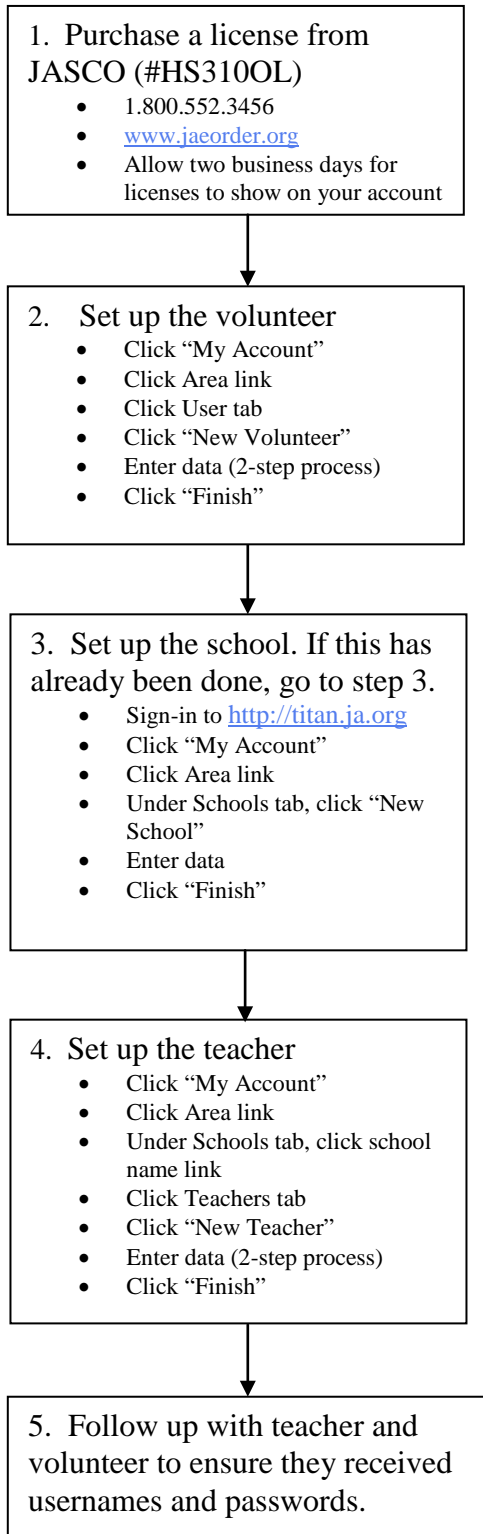 1. Purchase a license from
JASCO (#HS310OL)
• 1.800.552.3456
• www.jaeorder.org
• Allow two business days for
licenses to show on your account
2. Set up the volunteer
• Click “My Account”
• Click Area link
• Click User tab
• Click “New Volunteer”
• Enter data (2-step process)
• Click “Finish”
3. Set up the school. If this has
already been done, go to step 3.
• Sign-in to http://titan.ja.org
• Click “My Account”
• Click Area link
• Under Schools tab, click “New
School”
• Enter data
• Click “Finish”
4. Set up the teacher
• Click “My Account”
• Click Area link
• Under Schools tab, click school
name link
• Click Teachers tab
• Click “New Teacher”
• Enter data (2-step process)
• Click “Finish”
5. Follow up with teacher and
volunteer to ensure they received
usernames and passwords.